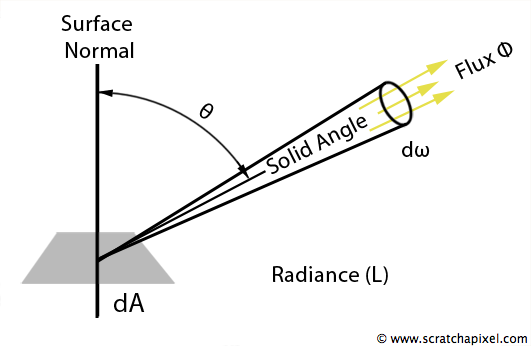 Surface
Normal
Flux Φ
θ
Solid Angle
dω
Radiance (L)
dA
© www.scratchapixel.com